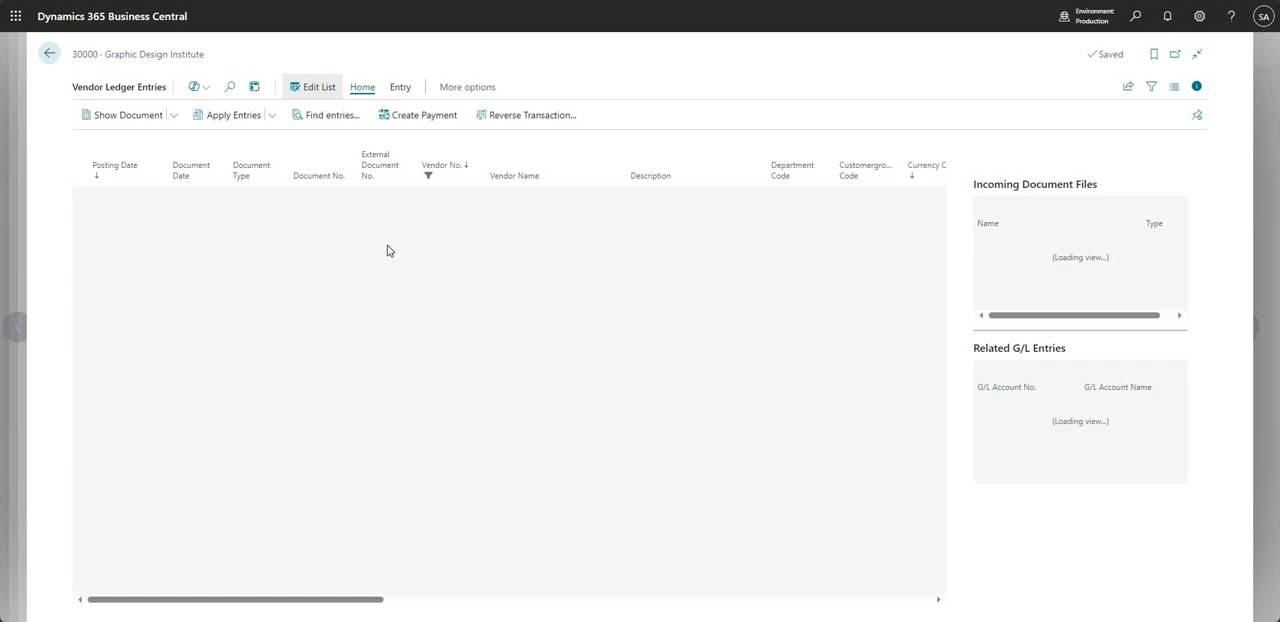 Dynamics 365 Business Central
Environment:
Production
?
SA
30000 · Graphic Design Institute
Saved
Vendor Ledger Entries
Edit List
Home
Entry
More options
Show Document
Apply Entries
Find entries...
Create Payment
Reverse Transaction...
Posting Date
Document Date
Document Type
Document No.
External Document No.
Vendor No.
Vendor Name
Description
Department Code
Customergro... Code
Currency C
Incoming Document Files
Name
Type
(Loading view...)
Related G/L Entries
G/L Account No.
G/L Account Name
(Loading view...)